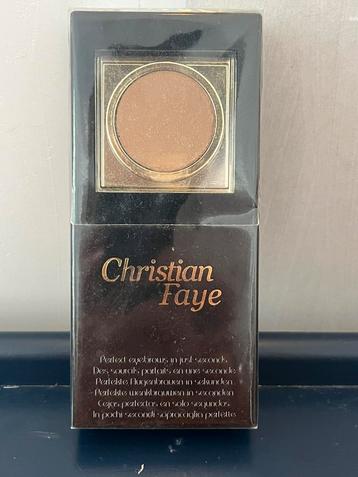 Christian
Faye
Perfect eyebrows in just seconds
Des sourcils parfaits en une seconde
Perfekte Augenbrauen in sekunden
Perfekte wenkbrauwen in seconden
Cejas perfectas en solo segundos
In pochi secondi sopracciglia perfette